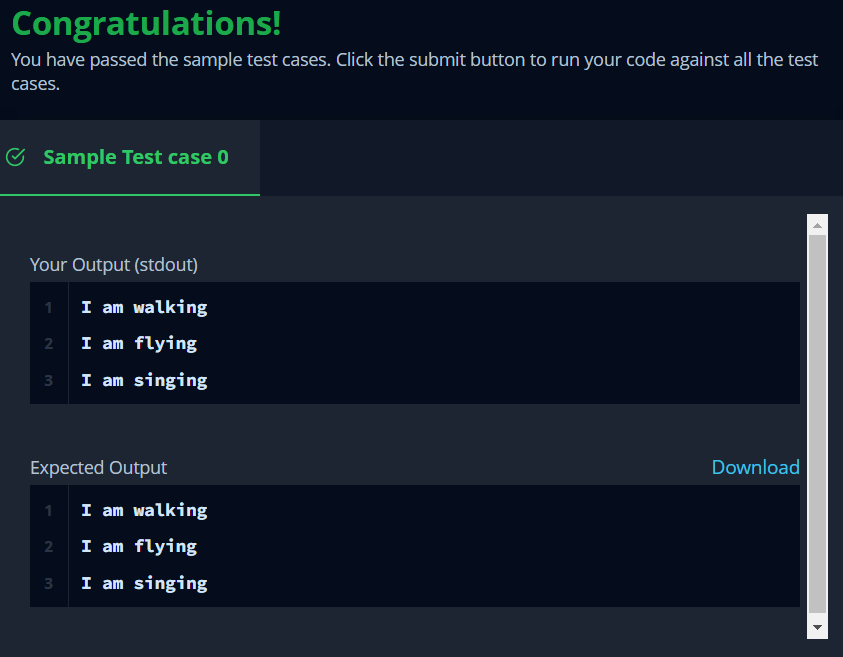 Congratulations!
You have passed the sample test cases. Click the submit button to run your code against all the test
cases.
Sample Test case 0
Your Output (stdout)
1 I am walking
2 I am flying
3 I am singing
Expected Output Download
1 I am walking
2 I am flying
3 I am singing